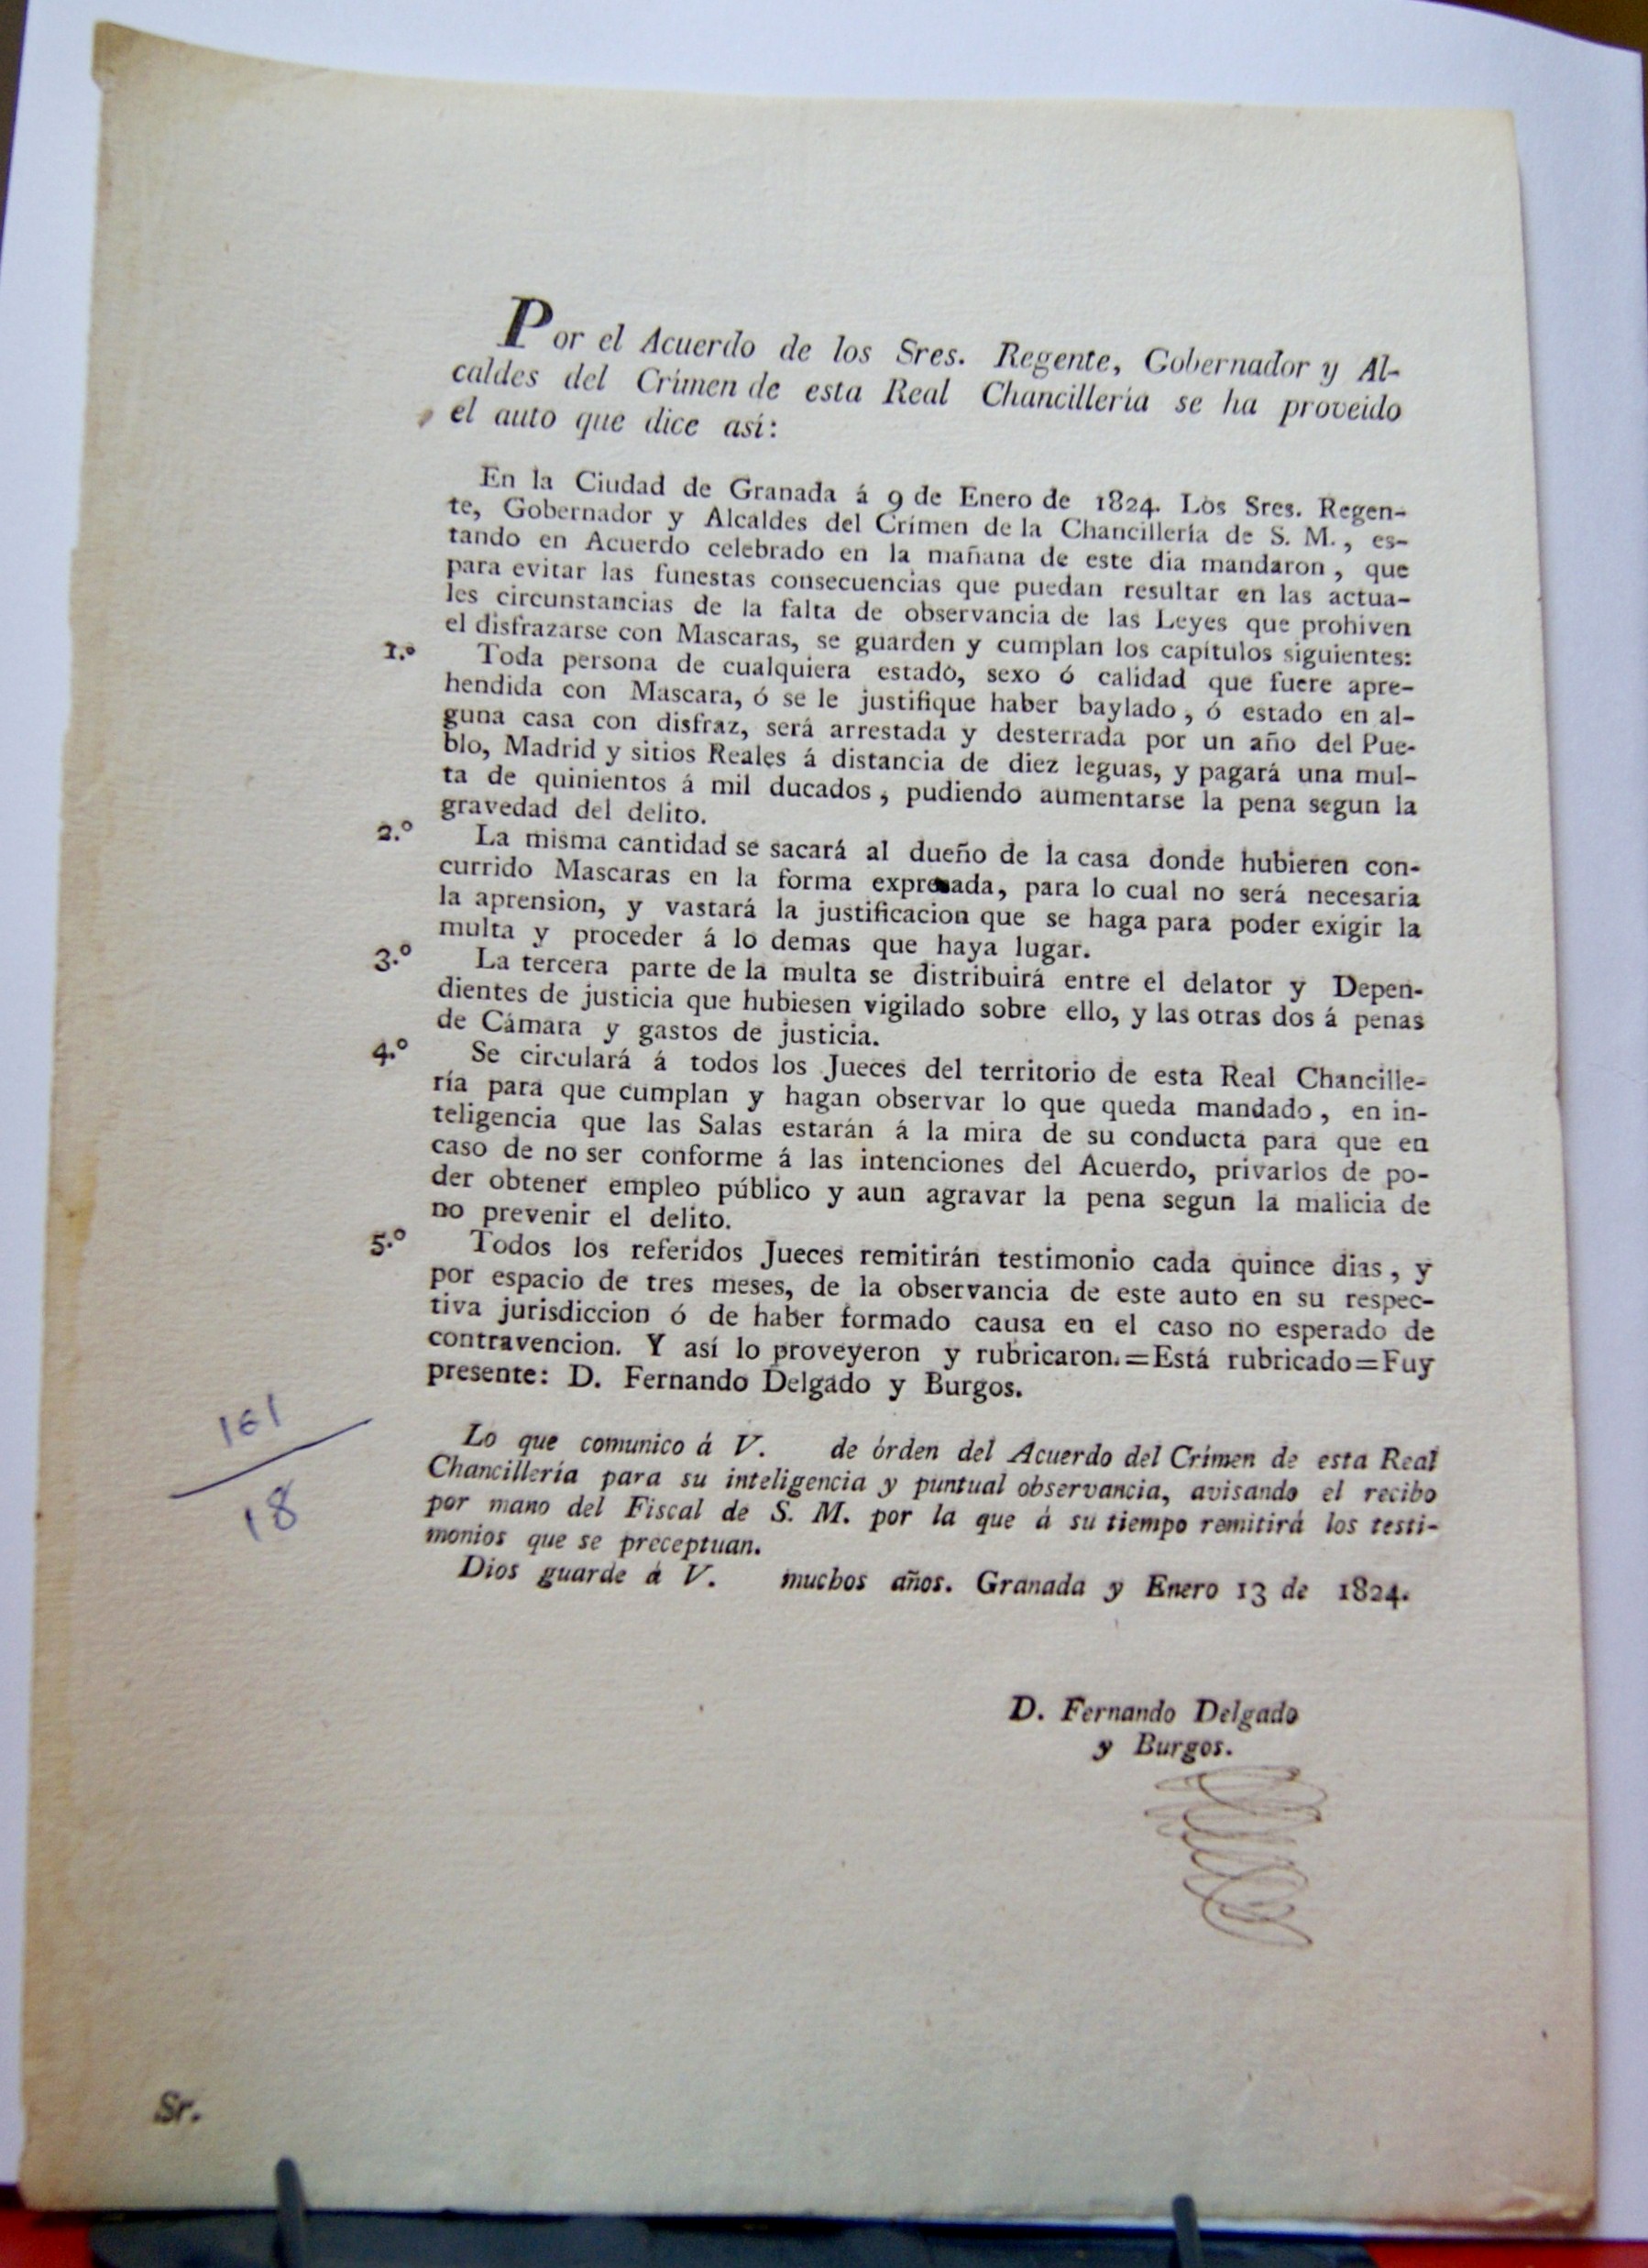 Por el Acuerdo de los Sres. Regente, Gobernador y Al-
caldes del Crímen de esta Real Chancillería se ha proveido
el auto que dice así:
En la Ciudad de Granada á 9 de Enero de 1824. Los Sres. Regen-
te, Gobernador y Alcaldes del Crímen de la Chancillería de S. M., es-
tando en Acuerdo celebrado en la mañana de este dia mandaron, que
para evitar las funestas consecuencias que puedan resultar en las actua-
les circunstancias de la falta de observancia de las Leyes que prohiven
el disfrazarse con Mascaras, se guarden y cumplan los capítulos siguientes:
1.º Toda persona de cualquiera estado, sexo ó calidad que fuere apre-
hendida con Mascara, ó se le justifique haber baylado, ó estado en al-
guna casa con disfraz, será arrestada y desterrada por un año del Pue-
blo, Madrid y sitios Reales á distancia de diez leguas, y pagará una mul-
ta de quinientos á mil ducados, pudiendo aumentarse la pena segun la
gravedad del delito.
2.º La misma cantidad se sacará al dueño de la casa donde hubieren con-
currido Mascaras en la forma expresada, para lo cual no será necesaria
la aprension, y vastará la justificacion que se haga para poder exigir la
multa y proceder á lo demas que haya lugar.
3.º La tercera parte de la multa se distribuirá entre el delator y Depen-
dientes de justicia que hubiesen vigilado sobre ello, y las otras dos á penas
de Cámara y gastos de justicia.
4.º Se circulará á todos los Jueces del territorio de esta Real Chancille-
ría para que cumplan y hagan observar lo que queda mandado, en in-
teligencia que las Salas estarán á la mira de su conducta para que en
caso de no ser conforme á las intenciones del Acuerdo, privarlos de po-
der obtener empleo público y aun agravar la pena segun la malicia de
no prevenir el delito.
5.º Todos los referidos Jueces remitirán testimonio cada quince dias, y
por espacio de tres meses, de la observancia de este auto en su respec-
tiva jurisdiccion ó de haber formado causa en el caso no esperado de
contravencion. Y así lo proveyeron y rubricaron.=Está rubricado=Fuy
presente: D. Fernando Delgado y Burgos.
Lo que comunico á V. de órden del Acuerdo del Crímen de esta Real
Chancillería para su inteligencia y puntual observancia, avisando el recibo
por mano del Fiscal de S. M. por la que á su tiempo remitirá los testi-
monios que se preceptuan.
Dios guarde á V. muchos años. Granada y Enero 13 de 1824.
161
18
D. Fernando Delgado
y Burgos.
Sr.